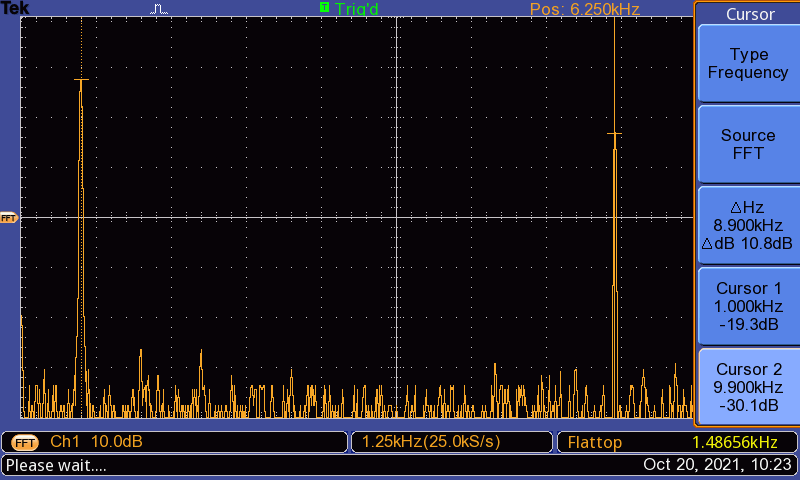 Tek
T Trig'd
Pos: 6.250kHz
Cursor
Type
Frequency
Source
FFT
△Hz
8.900kHz
△dB 10.8dB
Cursor 1
1.000kHz
-19.3dB
Cursor 2
9.900kHz
-30.1dB
FFT
FFT Ch1 10.0dB
1.25kHz(25.0kS/s)
Flattop
1.48656kHz
Please wait....
Oct 20, 2021, 10:23